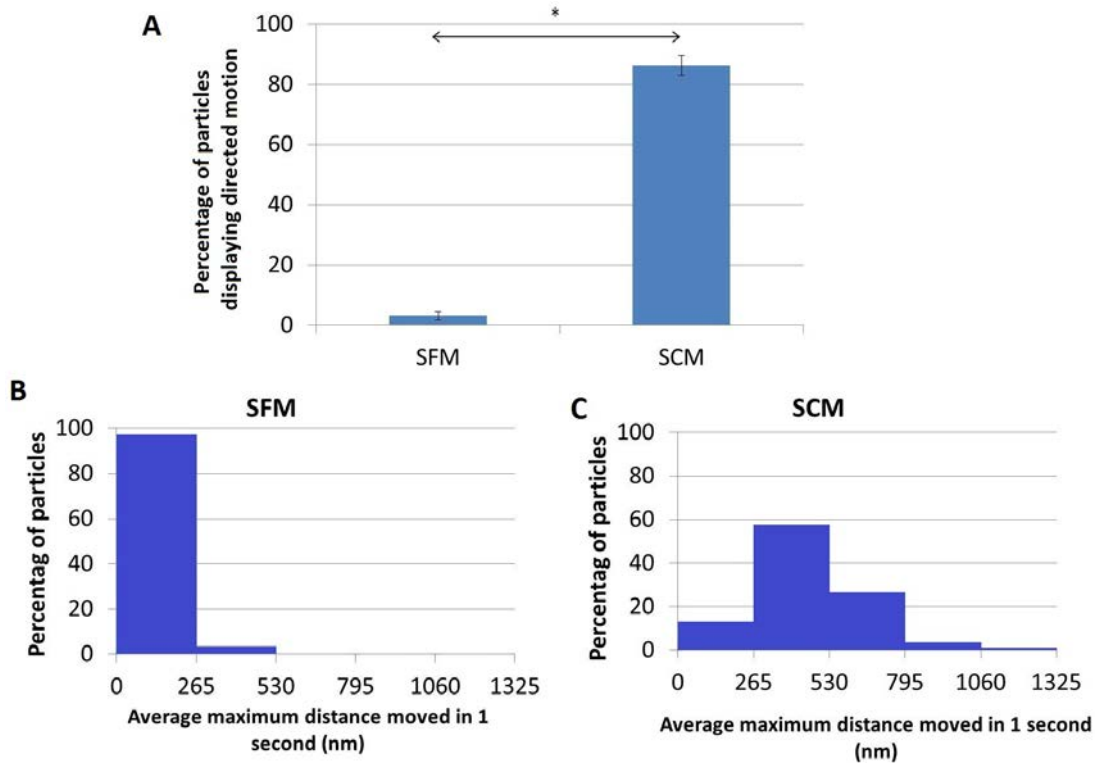 A
*
Percentage of particles
displaying directed motion
100
80
60
40
20
0
SFM
SCM
B
SFM
Percentag of particles
100
80
60
40
20
0
0 265 530 795 1060 1325
Average maximum distance moved in 1
second (nm)
C
SCM
Percentag of particles
100
80
60
40
20
0
0 265 530 795 1060 1325
Average maximum distance moved in 1 second
(nm)